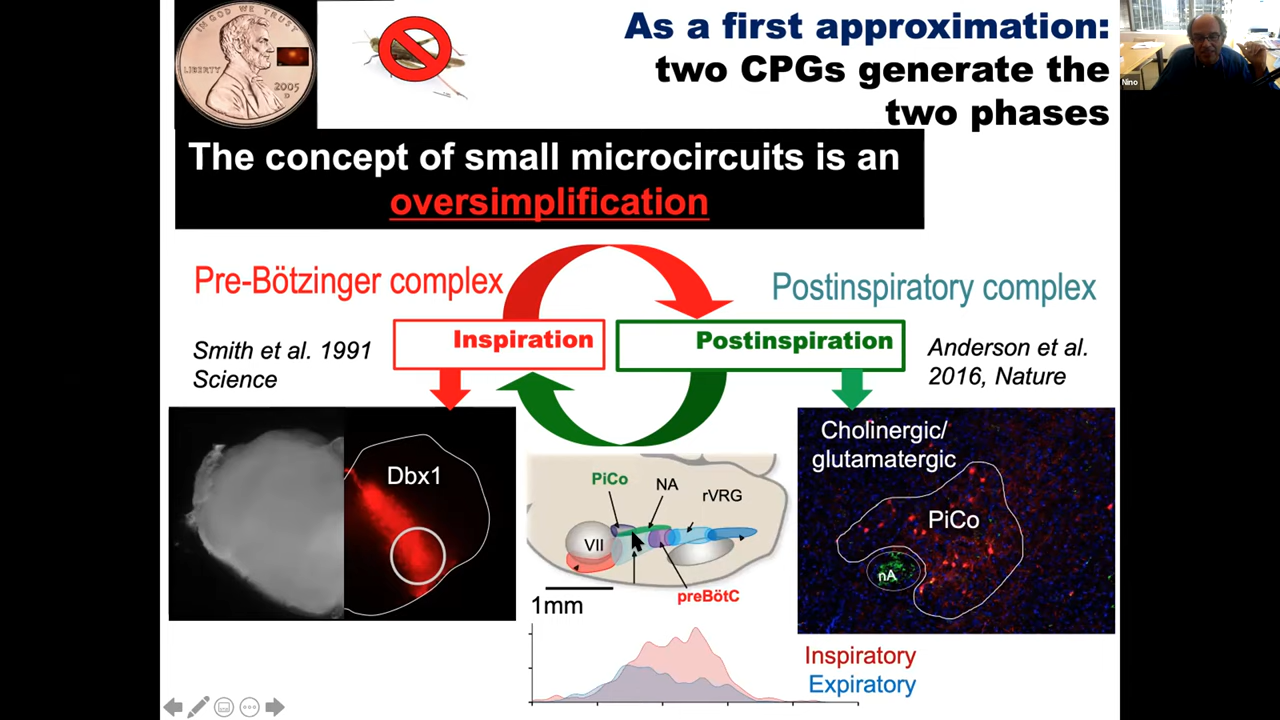 IN GOD WE TRUST
LIBERTY
2005
D
As a first approximation:
two CPGs generate the
two phases
Nino
The concept of small microcircuits is an
oversimplification
Pre-Bötzinger complex
Postinspiratory complex
Inspiration
Postinspiration
Smith et al. 1991
Science
Anderson et al.
2016, Nature
Dbx1
PiCo
NA
rVRG
VII
preBötC
1mm
Cholinergic/
glutamatergic
PiCo
nA
Inspiratory
Expiratory